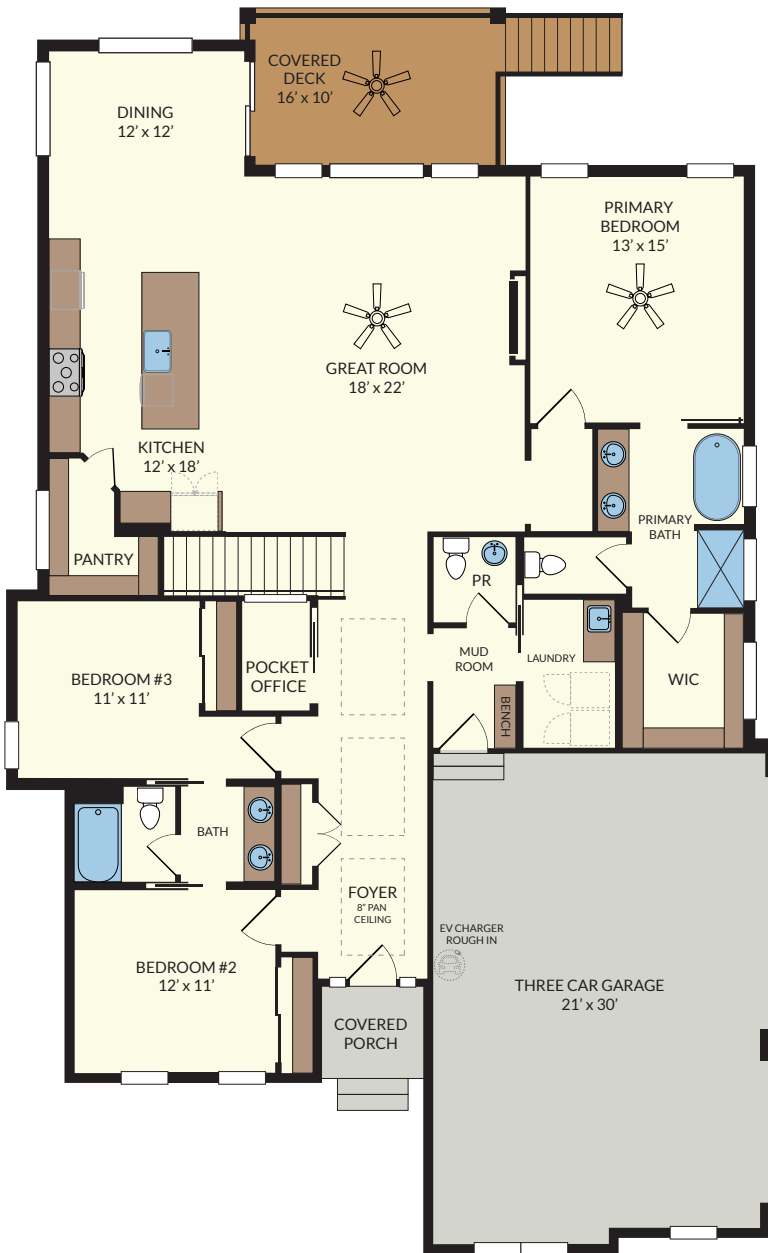 COVERED
DECK
16’ x 10’
DINING
12’ x 12’
PRIMARY
BEDROOM
13’ x 15’
GREAT ROOM
18’ x 22’
KITCHEN
12’ x 18’
PRIMARY
BATH
PANTRY
PR
MUD
ROOM
LAUNDRY
WIC
POCKET
OFFICE
BEDROOM #3
11’ x 11’
BENCH
BATH
FOYER
8” PAN
CEILING
EV CHARGER
ROUGH IN
BEDROOM #2
12’ x 11’
THREE CAR GARAGE
21’ x 30’
COVERED
PORCH